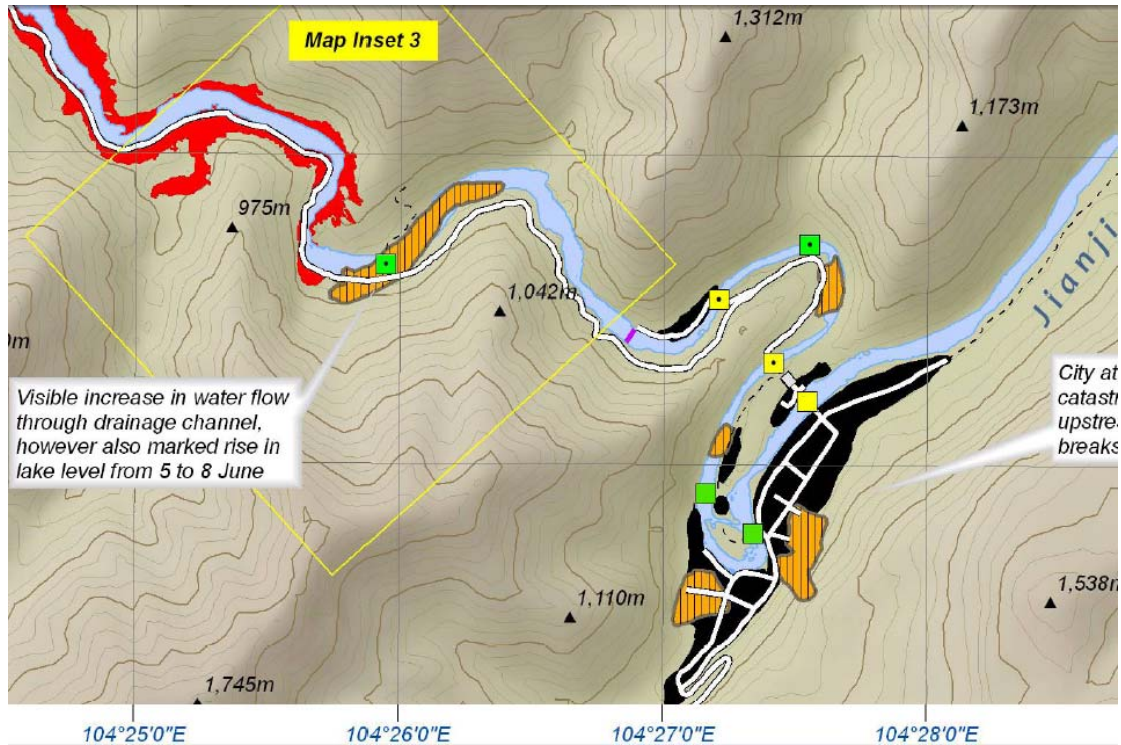 Map Inset 3
1,312m
1,173m
975m
1,042m
Jianji
Visible increase in water flow
through drainage channel,
however also marked rise in
lake level from 5 to 8 June
City at
catastr
upstre
breaks
1,110m
1,538m
1,745m
104°25'0"E
104°26'0"E
104°27'0"E
104°28'0"E